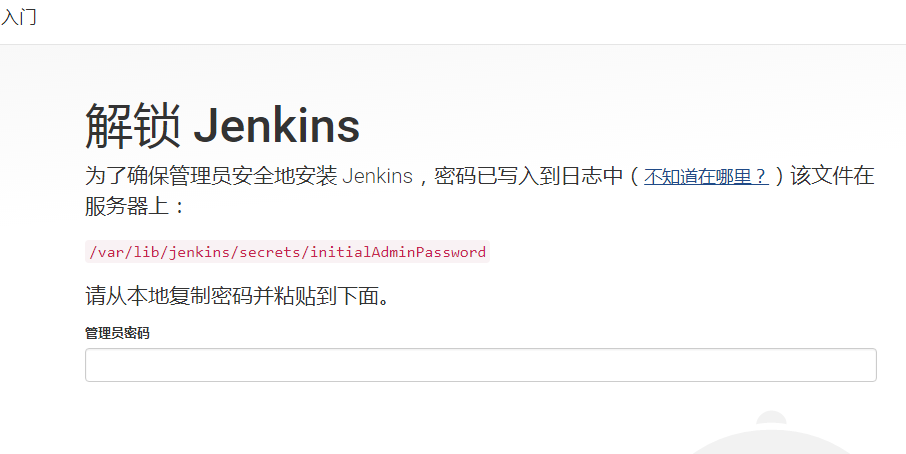 入门
解锁 Jenkins
为了确保管理员安全地安装 Jenkins，密码已写入到日志中（不知道在哪里？）该文件在
服务器上：
/var/lib/jenkins/secrets/initialAdminPassword
请从本地复制密码并粘贴到下面。
管理员密码